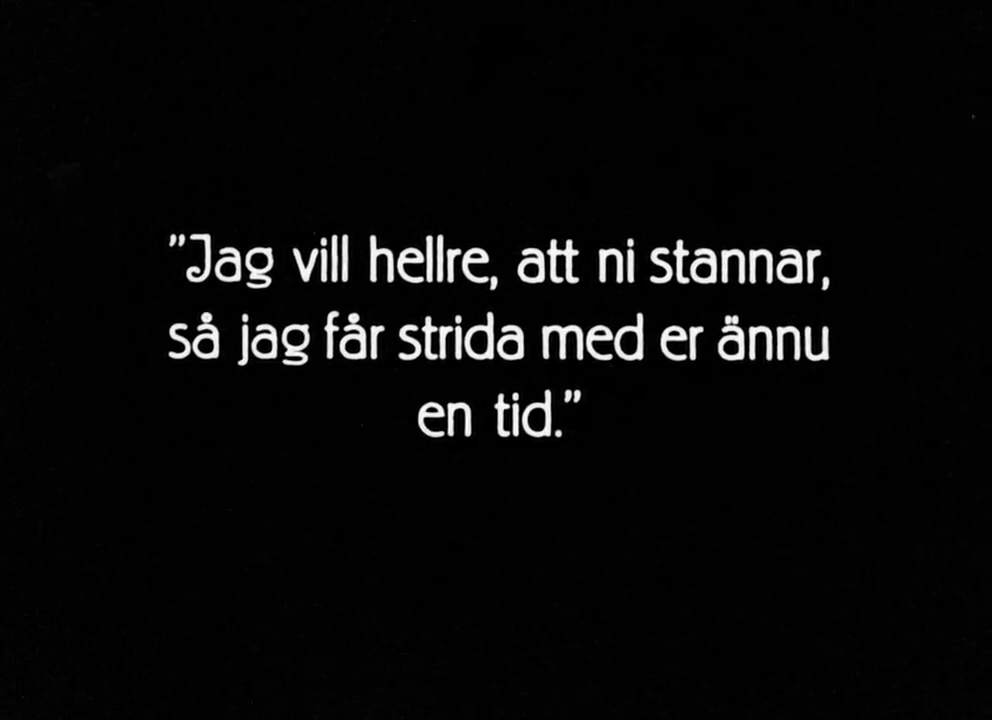 ”Jag vill hellre, att ni stannar,
så jag får strida med er ännu
en tid.”